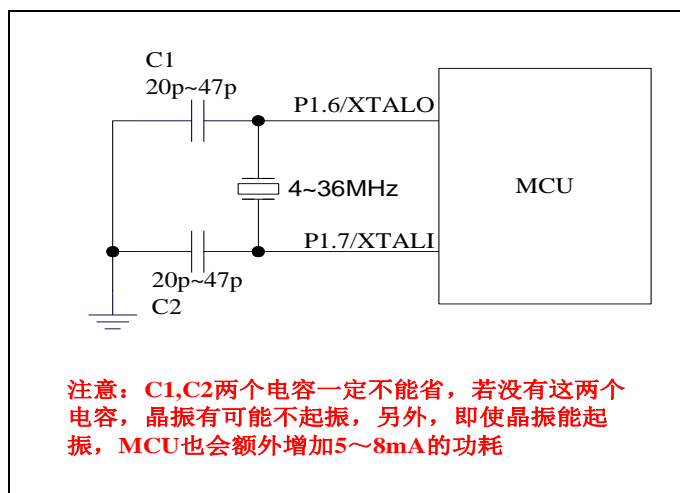 C1
20p~47p
P1.6/XTALO
4~36MHz
MCU
P1.7/XTALI
20p~47p
C2
注意：C1,C2两个电容一定不能省，若没有这两个
电容，晶振有可能不起振，另外，即使晶振能起
振，MCU也会额外增加5～8mA的功耗